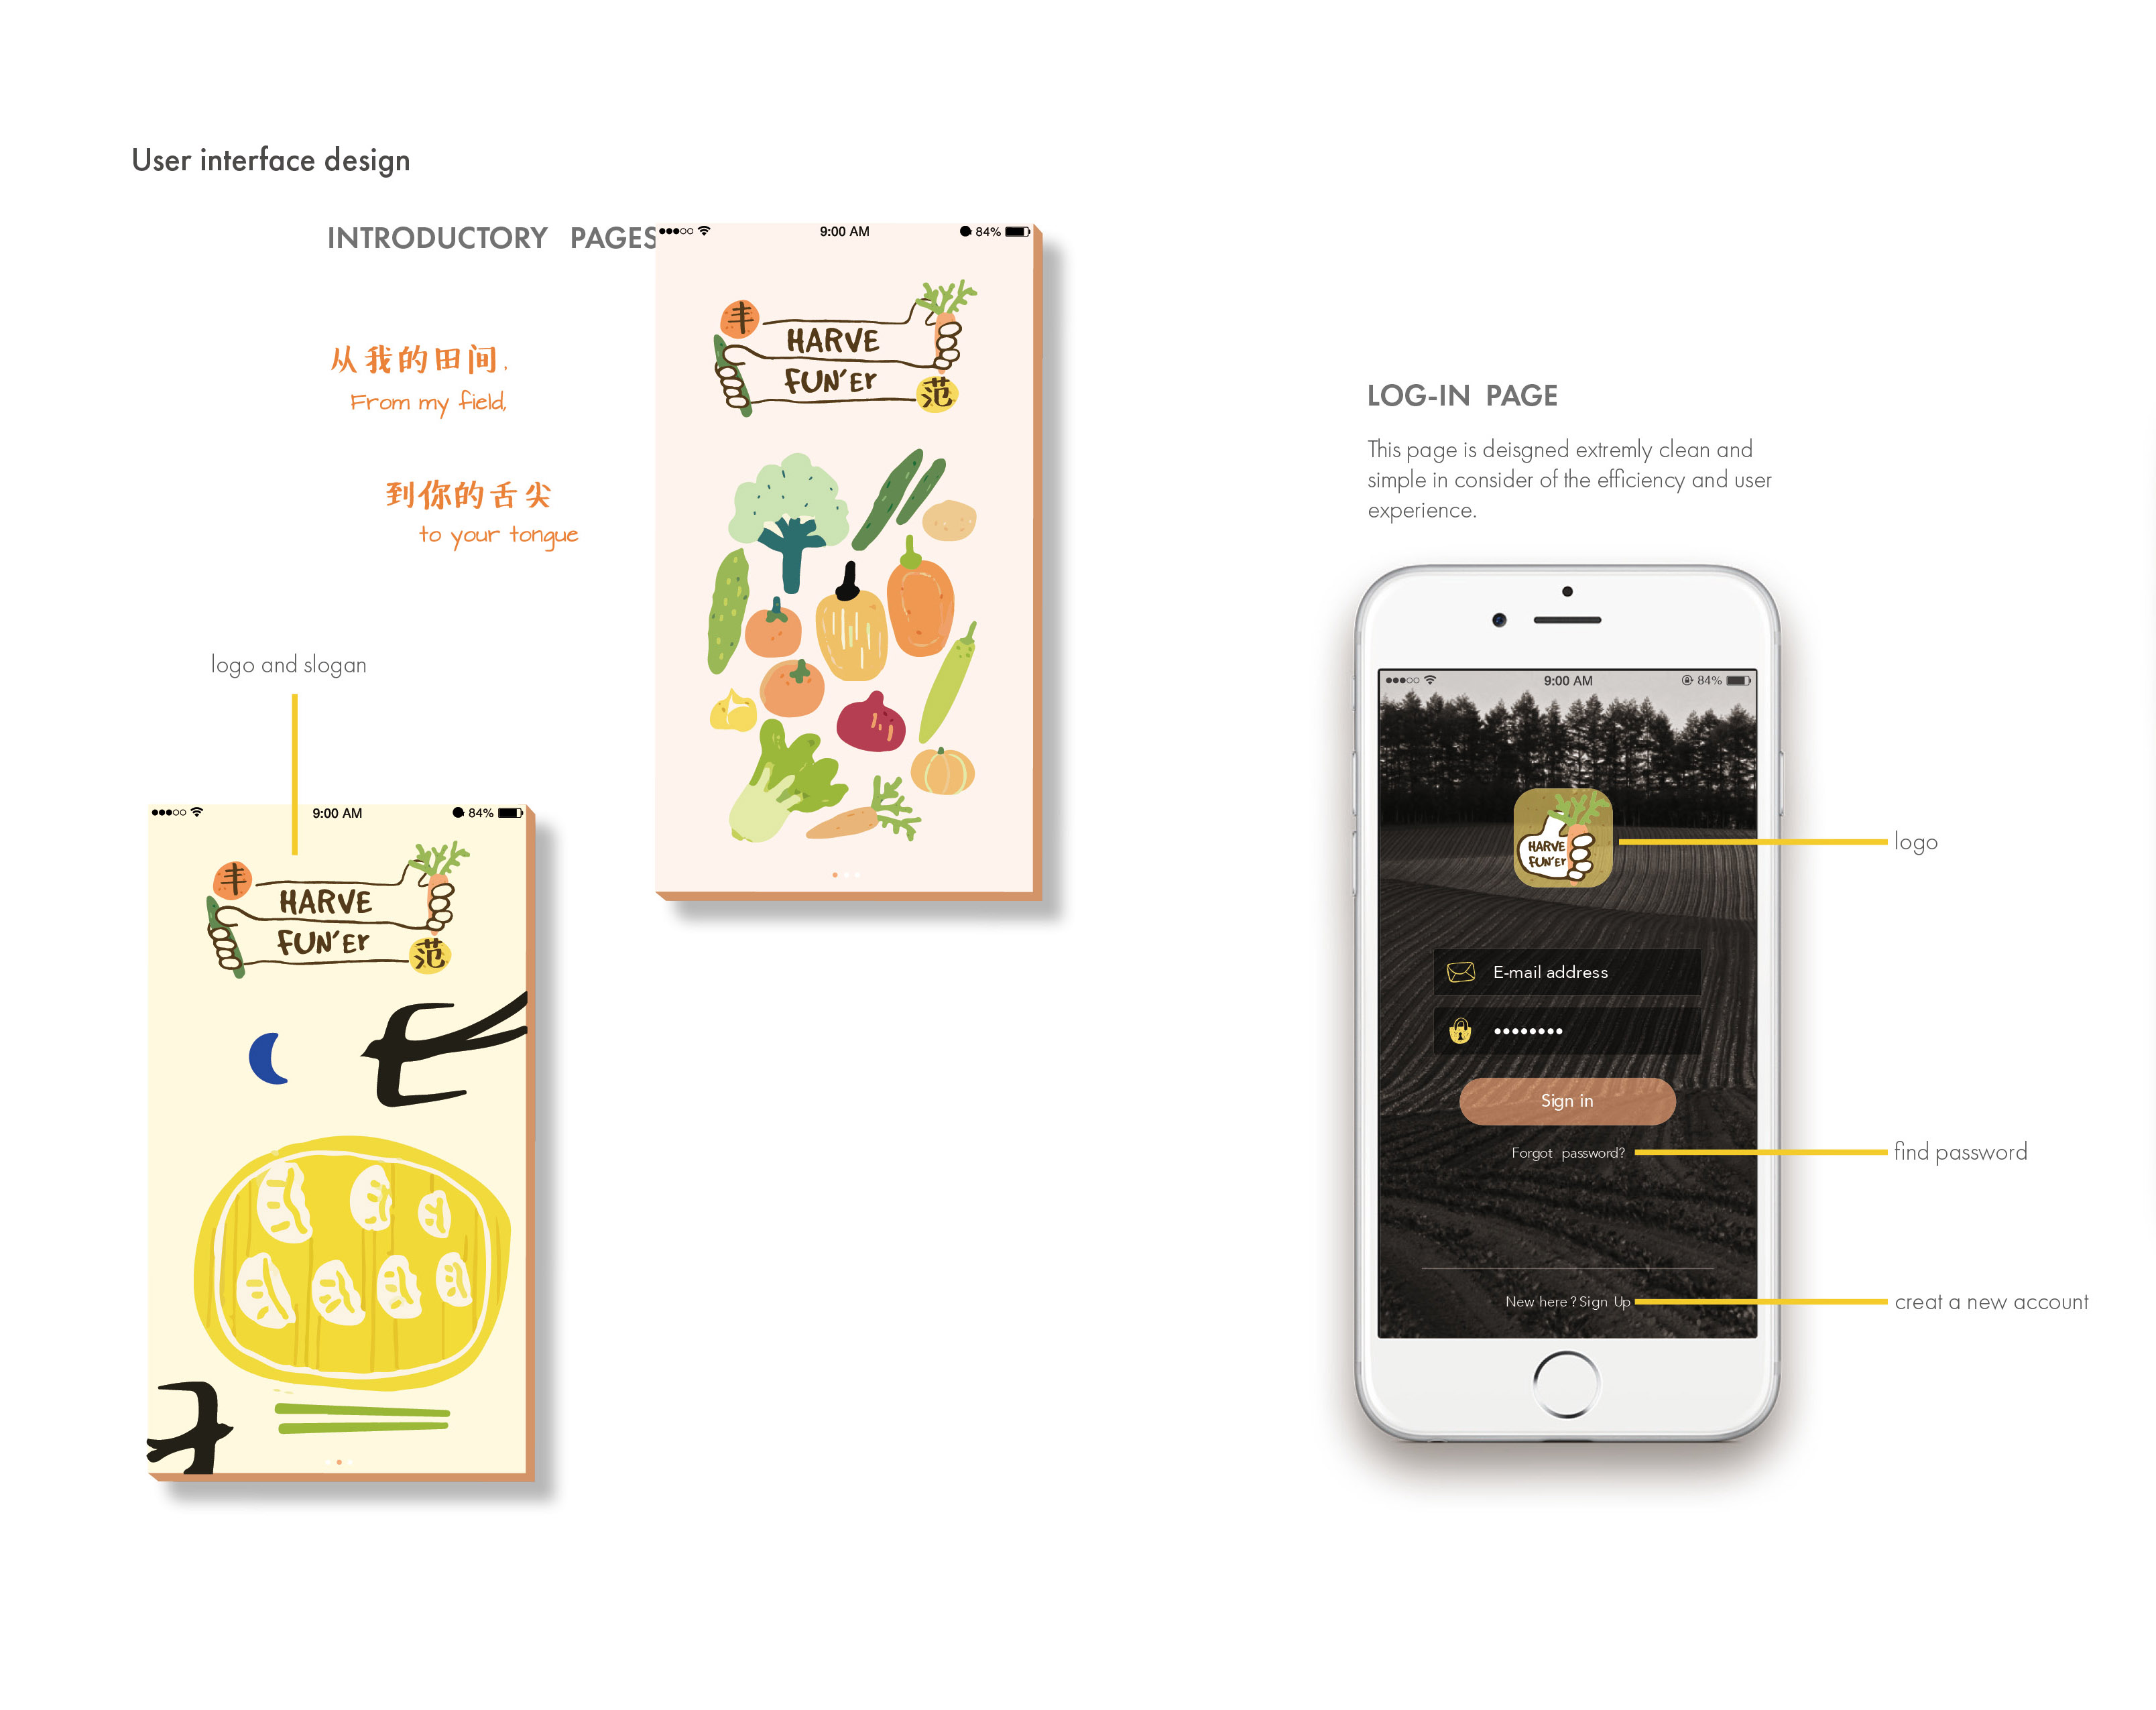 User interface design
INTRODUCTORY PAGES
从我的田间,
From my field,
到你的舌尖
to your tongue
9:00 AM
84%
丰
HARVE
FUN'Er
范
logo and slogan
9:00 AM
84%
丰
HARVE
FUN'Er
范
LOG-IN PAGE
This page is deisgned extremly clean and
simple in consider of the efficiency and user
experience.
9:00 AM
84%
HARVE
FUN'Er
logo
E-mail address
Sign in
Forgot password?
find password
New here? Sign Up
creat a new account